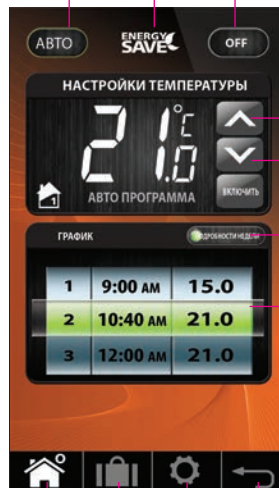 АВТО
ENERGY SAVE
OFF
НАСТРОЙКИ ТЕМПЕРАТУРЫ
21.0°C
ВКЛЮЧИТЬ
1
АВТО ПРОГРАММА
ГРАФИК
ПОДРОБНОСТИ НЕДЕЛИ
1 9:00 AM 15.0
2 10:40 AM 21.0
3 12:00 AM 21.0